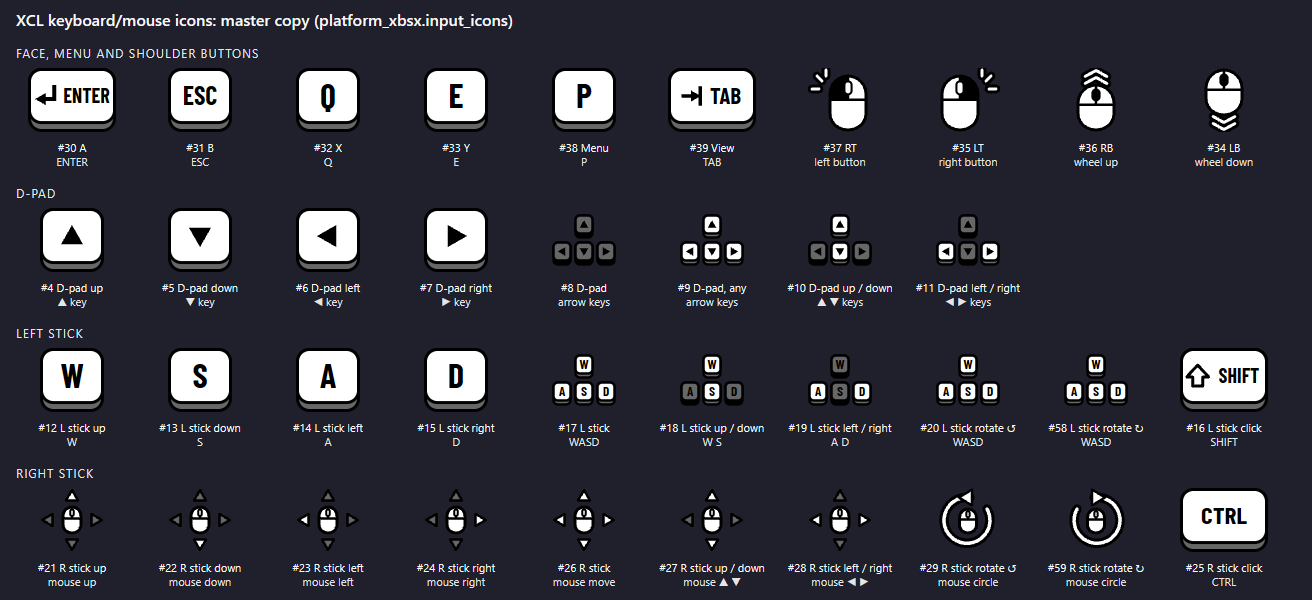 XCL keyboard/mouse icons: master copy (platform_xbsx.input_icons)
FACE, MENU AND SHOULDER BUTTONS
ENTER ESC Q E P TAB
#30 A #31 B #32 X #33 Y #38 Menu #39 View #37 RT #35 LT #36 RB #34 LB
ENTER ESC Q E P TAB left button right button wheel up wheel down
D-PAD
▲ ▼ ◀ ▶
#4 D-pad up #5 D-pad down #6 D-pad left #7 D-pad right #8 D-pad #9 D-pad, any #10 D-pad up / down #11 D-pad left / right
▲ key ▼ key ◀ key ▶ key arrow keys arrow keys ▲ ▼ keys ◀ ▶ keys
LEFT STICK
W S A D W A S D W A S D W A S D W A S D W A S D SHIFT
#12 L stick up #13 L stick down #14 L stick left #15 L stick right #17 L stick #18 L stick up / down #19 L stick left / right #20 L stick rotate ↺ #58 L stick rotate ↻ #16 L stick click
W S A D WASD W S A D WASD WASD SHIFT
RIGHT STICK
CTRL
#21 R stick up #22 R stick down #23 R stick left #24 R stick right #26 R stick #27 R stick up / down #28 R stick left / right #29 R stick rotate ↺ #59 R stick rotate ↻ #25 R stick click
mouse up mouse down mouse left mouse right mouse move mouse ▲ ▼ mouse ◀ ▶ mouse circle mouse circle CTRL